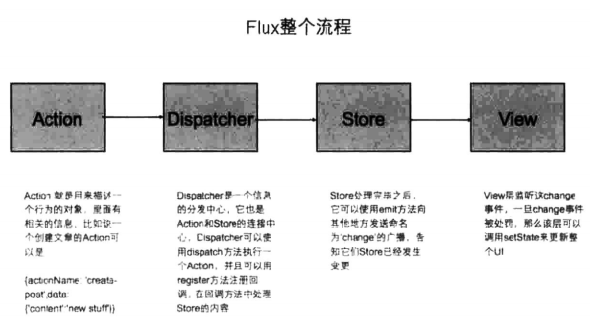 Flux整个流程
Action
Dispatcher
Store
View
Action 就是用来描述一
个行为的对象，里面有
相关的信息，比如说一
个创建文章的Action可
以是
{actionName: 'create-
post',data:
{'content':'new stuff'}}
Dispatcher是一个信息
的分发中心，它也是
Action和Store的连接中
心，Dispatcher可以使
用dispatch方法执行一
个Action，并且可以用
register方法注册回
调，在回调方法中处理
Store的内容
Store处理完毕之后，
它可以使用emit方法向
其他地方发送命名
为'change'的广播，告
知它们Store已经发生
变更
View层监听这change
事件，一旦change事件
被处罚，那么该层可以
调用setState来更新整
个UI